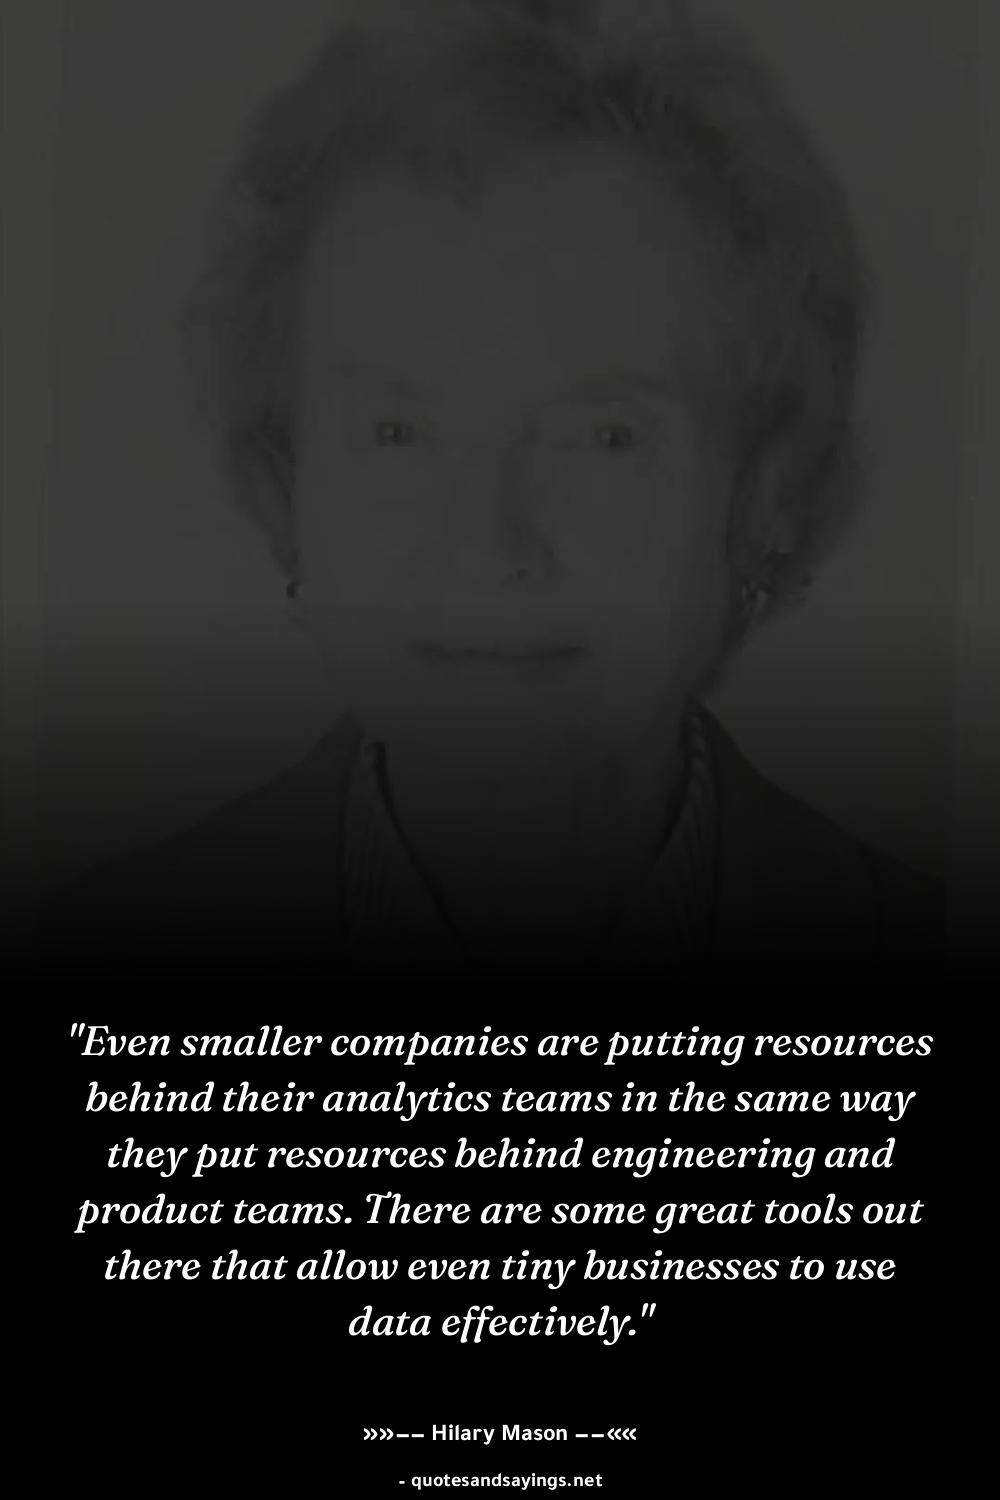 "Even smaller companies are putting resources
behind their analytics teams in the same way
they put resources behind engineering and
product teams. There are some great tools out
there that allow even tiny businesses to use
data effectively."
»»−− Hilary Mason −−««
- quotesandsayings.net